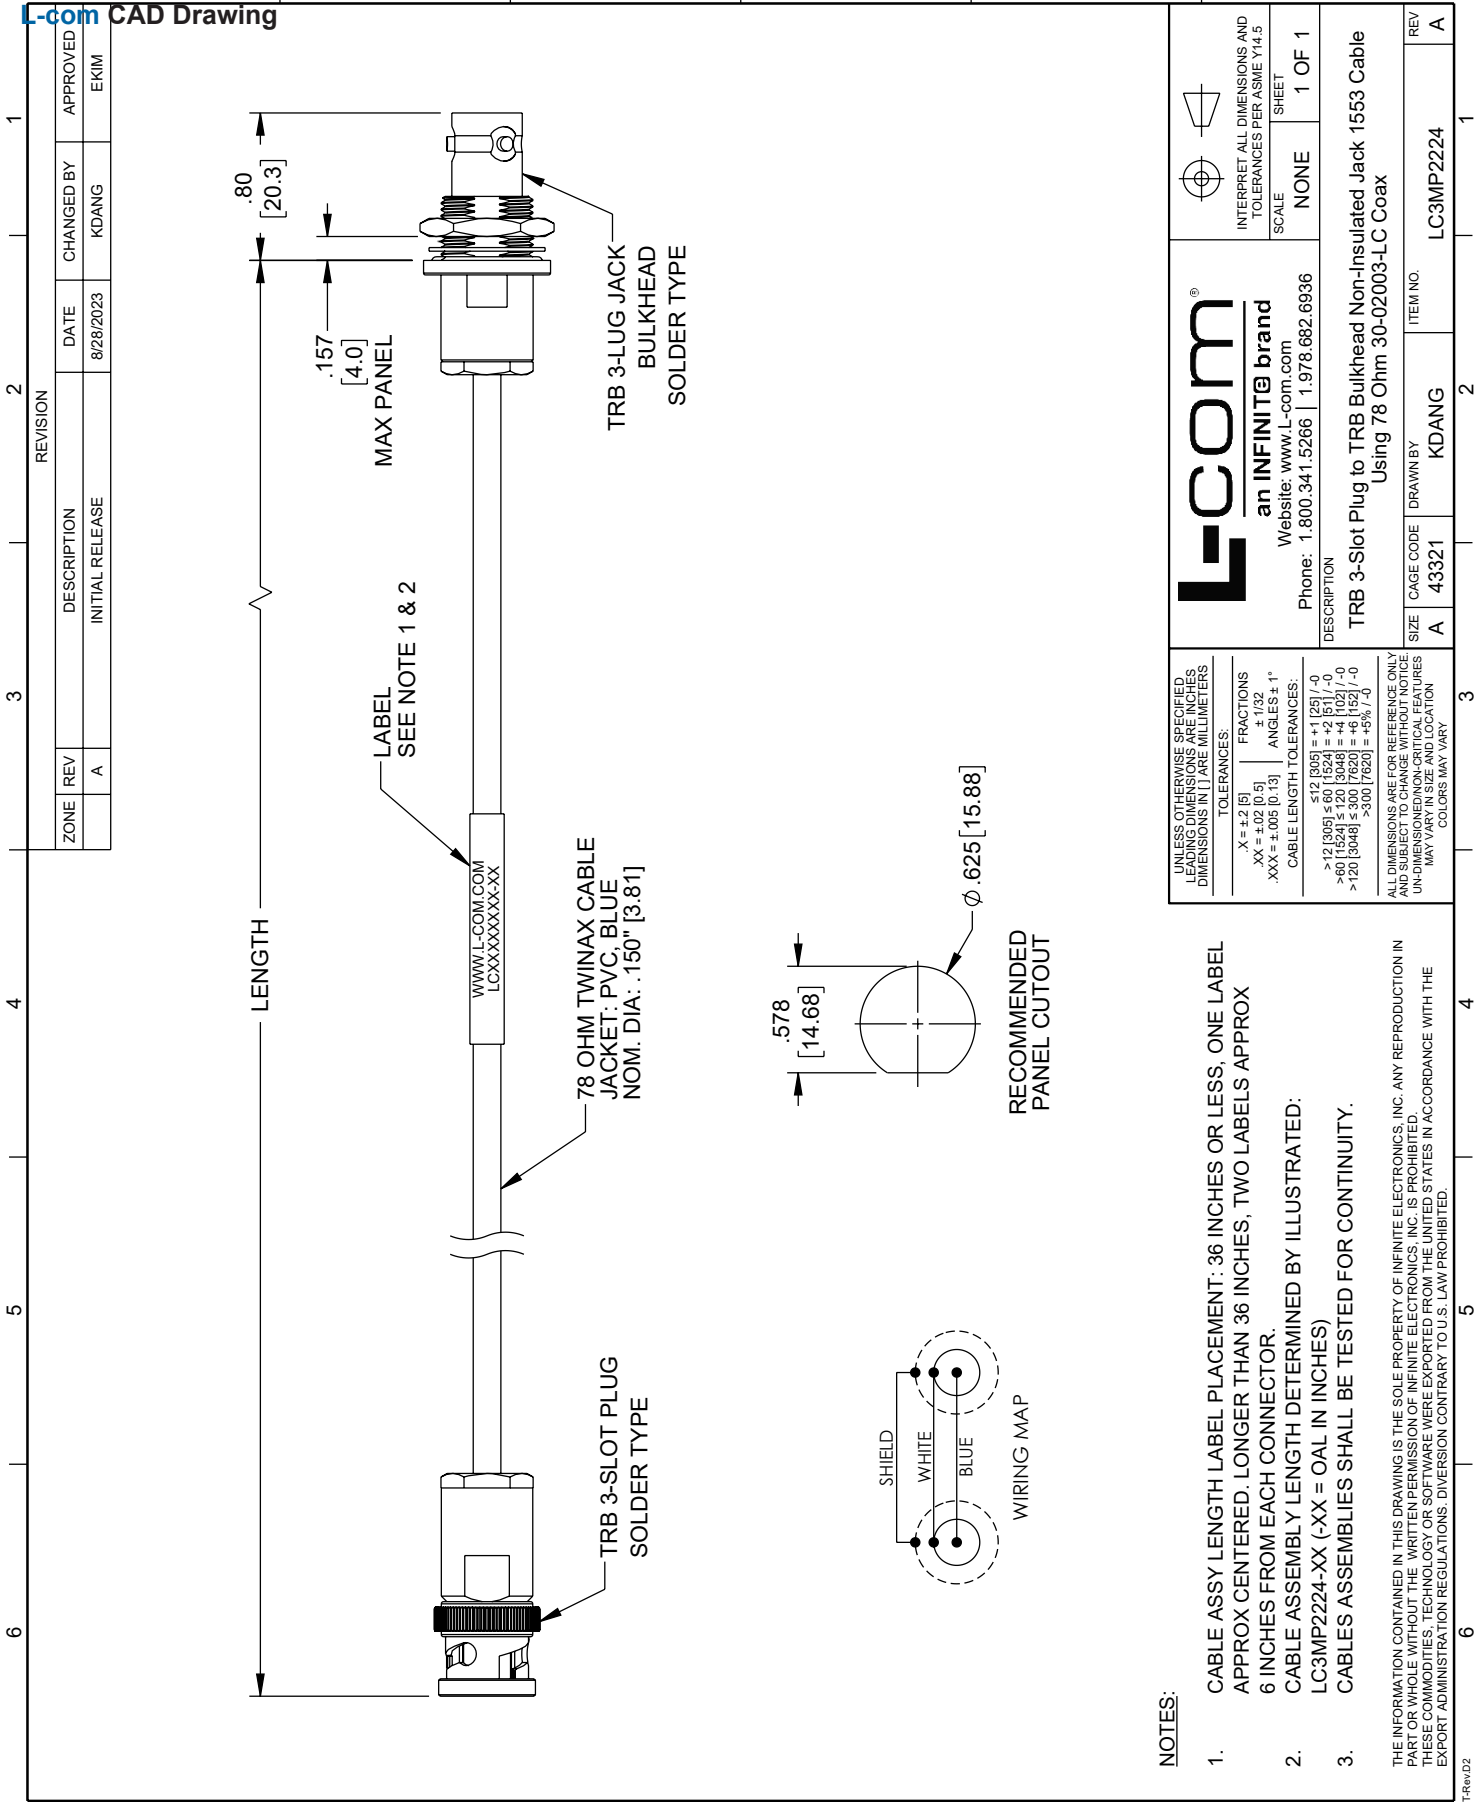 L-com CAD Drawing
REVISION
ZONE REV DESCRIPTION DATE CHANGED BY APPROVED
A INITIAL RELEASE 8/28/2023 KDANG EKIM
6 5 4 3 2 1
LENGTH
.80
[20.3]
.157
[4.0]
MAX PANEL
LABEL
SEE NOTE 1 & 2
WWW.L-COM.COM
LCXXXXXXXX-XX
TRB 3-SLOT PLUG
SOLDER TYPE
78 OHM TWINAX CABLE
JACKET: PVC, BLUE
NOM. DIA: .150" [3.81]
TRB 3-LUG JACK
BULKHEAD
SOLDER TYPE
SHIELD
WHITE
BLUE
WIRING MAP
.578
[14.68]
∅.625 [15.88]
RECOMMENDED
PANEL CUTOUT
NOTES:
1. CABLE ASSY LENGTH LABEL PLACEMENT: 36 INCHES OR LESS, ONE LABEL
APPROX CENTERED. LONGER THAN 36 INCHES, TWO LABELS APPROX
6 INCHES FROM EACH CONNECTOR.
2. CABLE ASSEMBLY LENGTH DETERMINED BY ILLUSTRATED:
LC3MP2224-XX (-XX = OAL IN INCHES)
3. CABLES ASSEMBLIES SHALL BE TESTED FOR CONTINUITY.
THE INFORMATION CONTAINED IN THIS DRAWING IS THE SOLE PROPERTY OF INFINITE ELECTRONICS, INC. ANY REPRODUCTION IN
PART OR WHOLE WITHOUT THE WRITTEN PERMISSION OF INFINITE ELECTRONICS, INC. IS PROHIBITED.
THESE COMMODITIES, TECHNOLOGY OR SOFTWARE WERE EXPORTED FROM THE UNITED STATES IN ACCORDANCE WITH THE
EXPORT ADMINISTRATION REGULATIONS. DIVERSION CONTRARY TO U.S. LAW PROHIBITED.
UNLESS OTHERWISE SPECIFIED
LEADING DIMENSIONS ARE INCHES
DIMENSIONS IN [ ] ARE MILLIMETERS
TOLERANCES:
.X = ±.2 [5] FRACTIONS
.XX = ±.02 [0.5] ± 1/32
.XXX = ±.005 [0.13] ANGLES ± 1°
CABLE LENGTH TOLERANCES:
≤12 [305] = +1 [25] / -0
>12 [305] ≤ 60 [1524] = +2 [51] / -0
>60 [1524] ≤ 120 [3048] = +4 [102] / -0
>120 [3048] ≤ 300 [7620] = +6 [152] / -0
>300 [7620] = +5% / -0
ALL DIMENSIONS ARE FOR REFERENCE ONLY
AND SUBJECT TO CHANGE WITHOUT NOTICE.
UN-DIMENSIONED/NON-CRITICAL FEATURES
MAY VARY IN SIZE AND LOCATION
COLORS MAY VARY
L-com®
an INFINIT@ brand
Website: www.L-com.com
Phone: 1.800.341.5266 | 1.978.682.6936
INTERPRET ALL DIMENSIONS AND
TOLERANCES PER ASME Y14.5
SCALE SHEET
NONE 1 OF 1
DESCRIPTION
TRB 3-Slot Plug to TRB Bulkhead Non-Insulated Jack 1553 Cable
Using 78 Ohm 30-02003-LC Coax
SIZE CAGE CODE DRAWN BY ITEM NO. REV
A 43321 KDANG LC3MP2224 A
6 5 4 3 2 1
T-Rev.D2